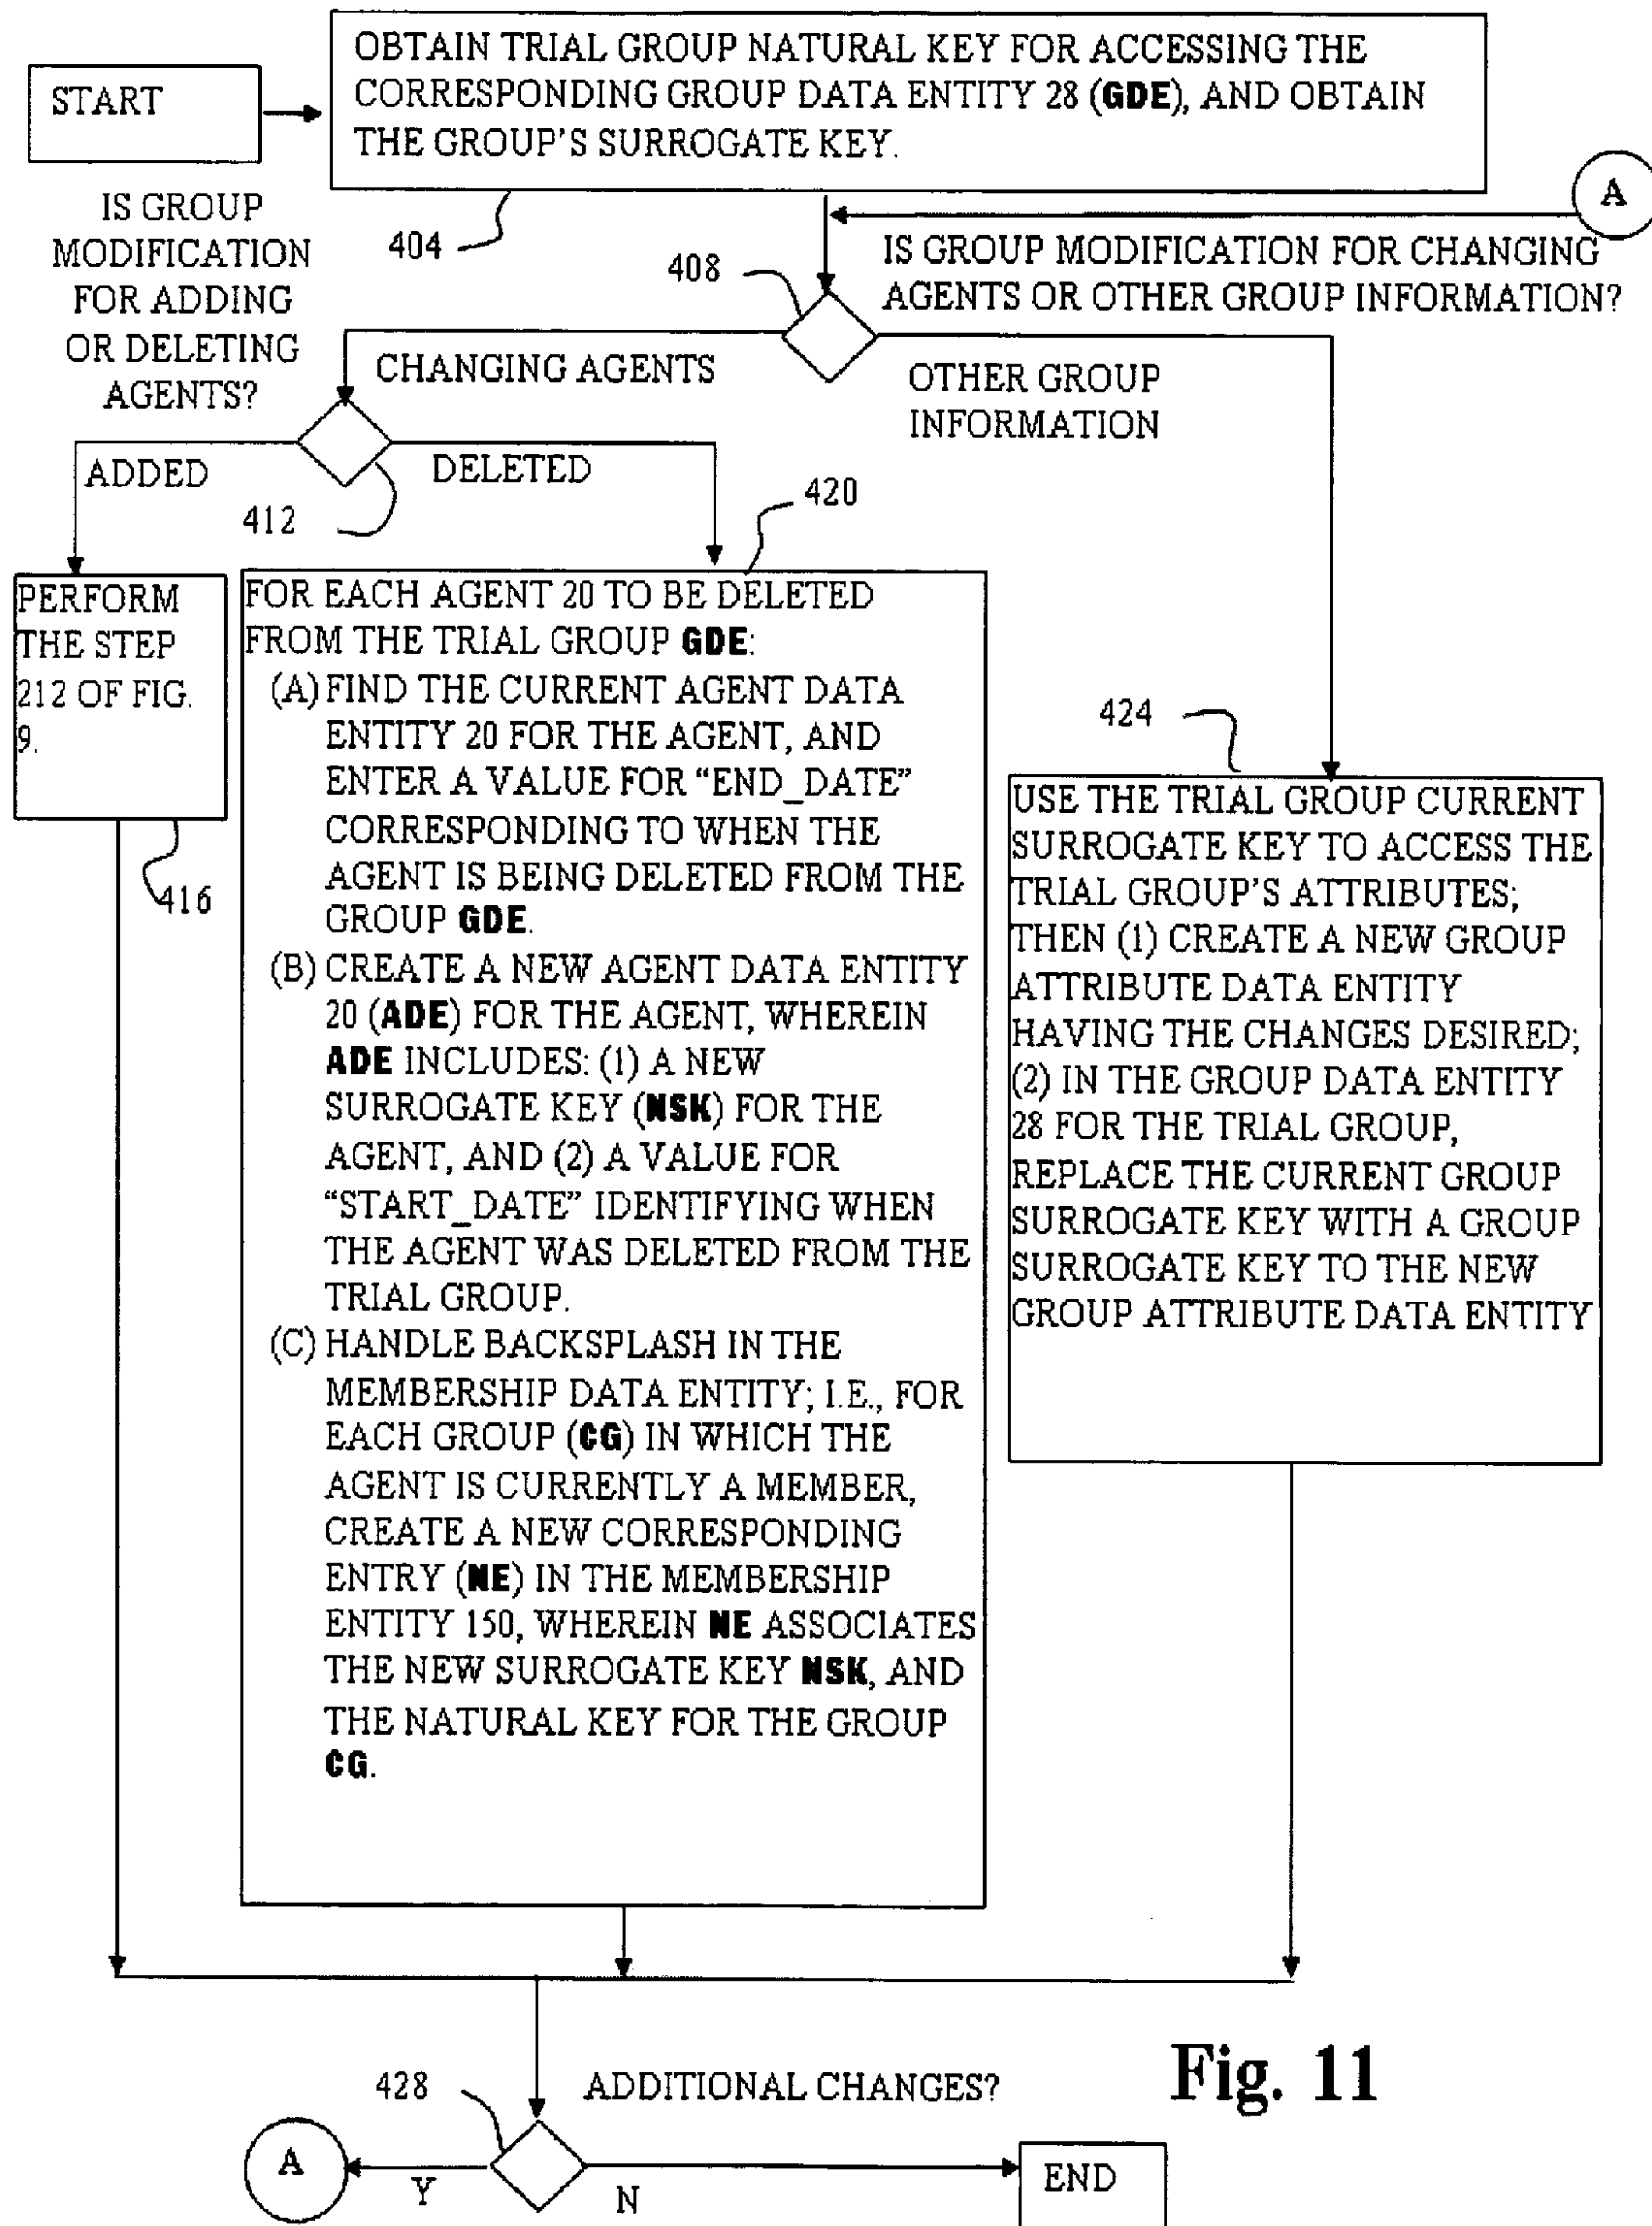 START
OBTAIN TRIAL GROUP NATURAL KEY FOR ACCESSING THE
CORRESPONDING GROUP DATA ENTITY 28 (GDE), AND OBTAIN
THE GROUP'S SURROGATE KEY.
A
404
408
IS GROUP MODIFICATION FOR CHANGING
AGENTS OR OTHER GROUP INFORMATION?
IS GROUP
MODIFICATION
FOR ADDING
OR DELETING
AGENTS?
CHANGING AGENTS
OTHER GROUP
INFORMATION
ADDED
DELETED
412
420
PERFORM
THE STEP
212 OF FIG.
9.
416
FOR EACH AGENT 20 TO BE DELETED
FROM THE TRIAL GROUP GDE:
(A) FIND THE CURRENT AGENT DATA
ENTITY 20 FOR THE AGENT, AND
ENTER A VALUE FOR “END_DATE”
CORRESPONDING TO WHEN THE
AGENT IS BEING DELETED FROM THE
GROUP GDE.
(B) CREATE A NEW AGENT DATA ENTITY
20 (ADE) FOR THE AGENT, WHEREIN
ADE INCLUDES: (1) A NEW
SURROGATE KEY (NSK) FOR THE
AGENT, AND (2) A VALUE FOR
“START_DATE” IDENTIFYING WHEN
THE AGENT WAS DELETED FROM THE
TRIAL GROUP.
(C) HANDLE BACKSPLASH IN THE
MEMBERSHIP DATA ENTITY; I.E., FOR
EACH GROUP (CG) IN WHICH THE
AGENT IS CURRENTLY A MEMBER,
CREATE A NEW CORRESPONDING
ENTRY (NE) IN THE MEMBERSHIP
ENTITY 150, WHEREIN NE ASSOCIATES
THE NEW SURROGATE KEY NSK, AND
THE NATURAL KEY FOR THE GROUP
CG.
424
USE THE TRIAL GROUP CURRENT
SURROGATE KEY TO ACCESS THE
TRIAL GROUP'S ATTRIBUTES;
THEN (1) CREATE A NEW GROUP
ATTRIBUTE DATA ENTITY
HAVING THE CHANGES DESIRED;
(2) IN THE GROUP DATA ENTITY
28 FOR THE TRIAL GROUP,
REPLACE THE CURRENT GROUP
SURROGATE KEY WITH A GROUP
SURROGATE KEY TO THE NEW
GROUP ATTRIBUTE DATA ENTITY
428
ADDITIONAL CHANGES?
Fig. 11
A
Y
N
END